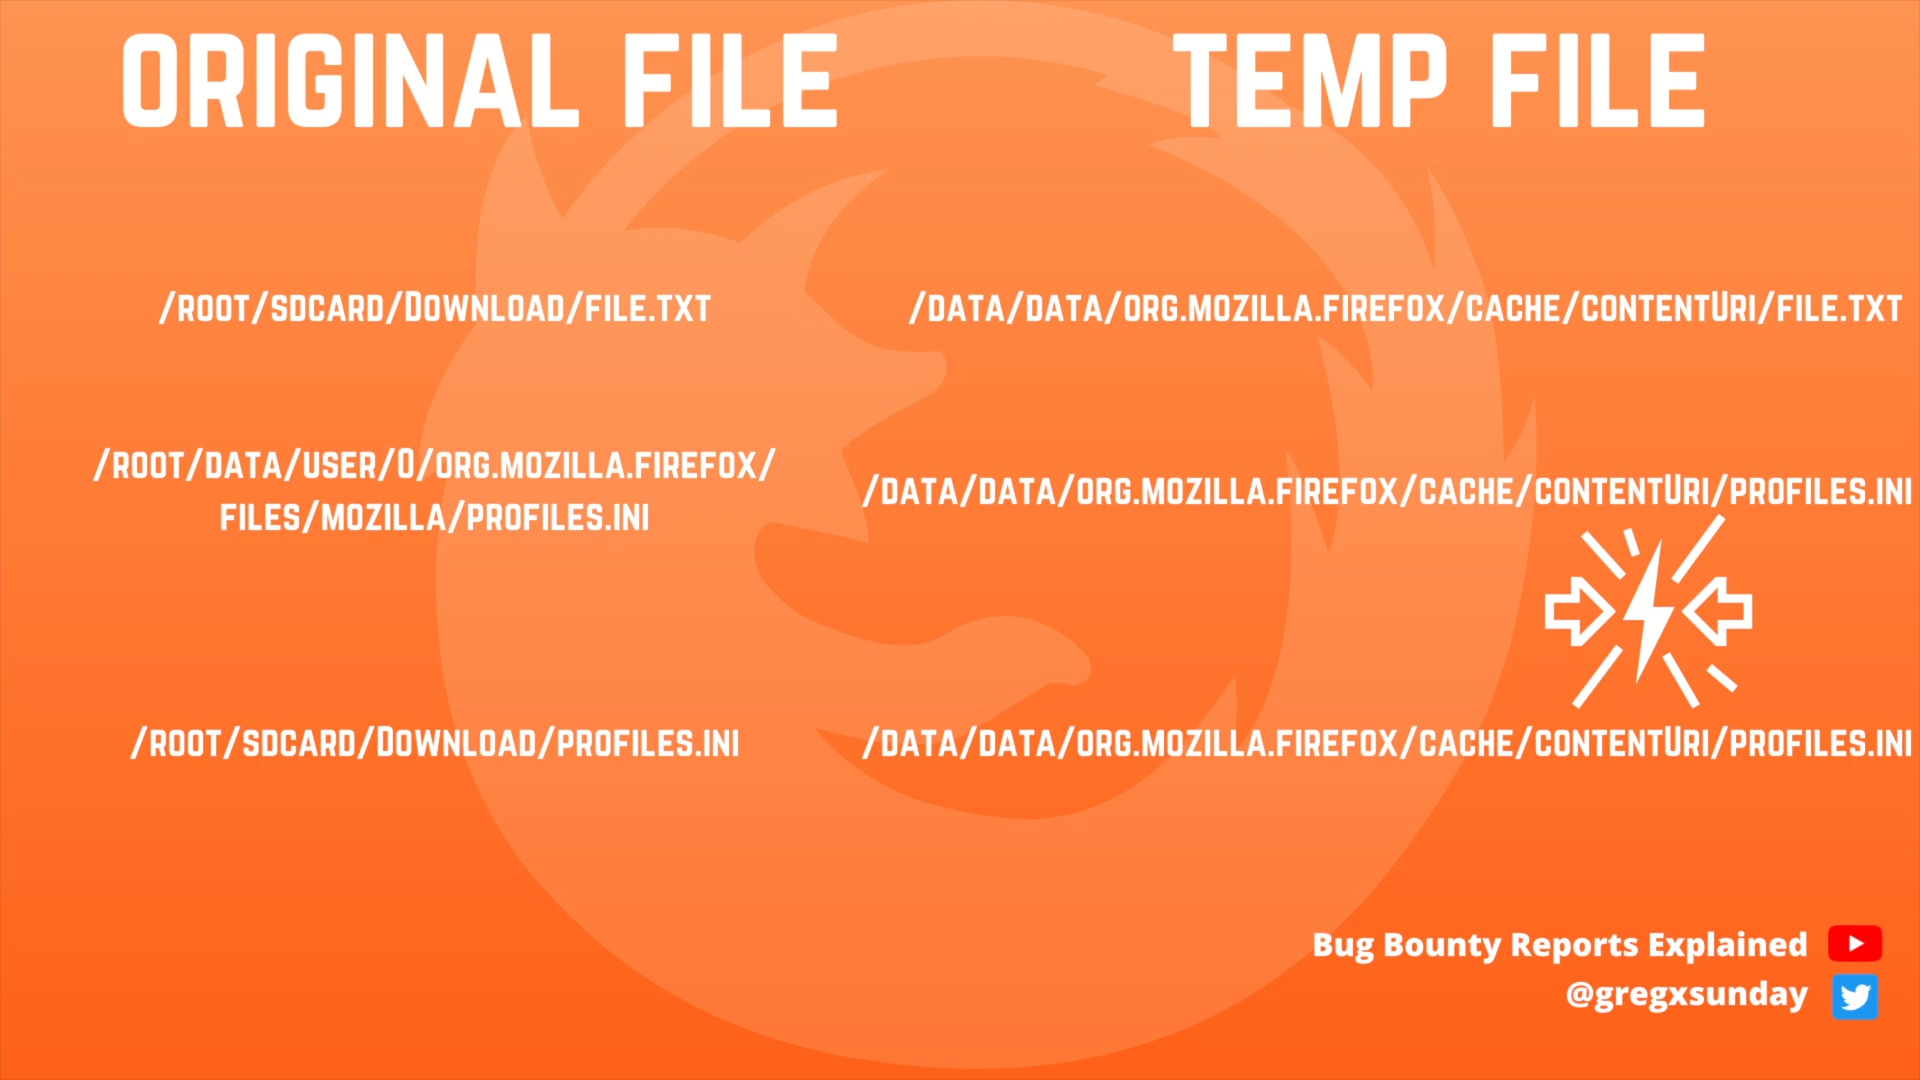 ORIGINAL FILE
TEMP FILE
/ROOT/SDCARD/DOWNLOAD/FILE.TXT
/DATA/DATA/ORG.MOZILLA.FIREFOX/CACHE/CONTENTURI/FILE.TXT
/ROOT/DATA/USER/0/ORG.MOZILLA.FIREFOX/
FILES/MOZILLA/PROFILES.INI
/DATA/DATA/ORG.MOZILLA.FIREFOX/CACHE/CONTENTURI/PROFILES.INI
/ROOT/SDCARD/DOWNLOAD/PROFILES.INI
/DATA/DATA/ORG.MOZILLA.FIREFOX/CACHE/CONTENTURI/PROFILES.INI
Bug Bounty Reports Explained
@gregxsunday